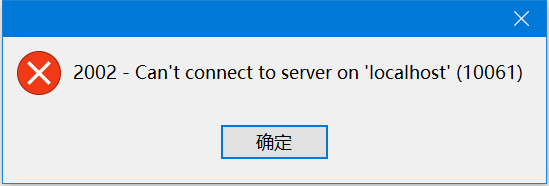 2002 - Can't connect to server on 'localhost' (10061)
确定